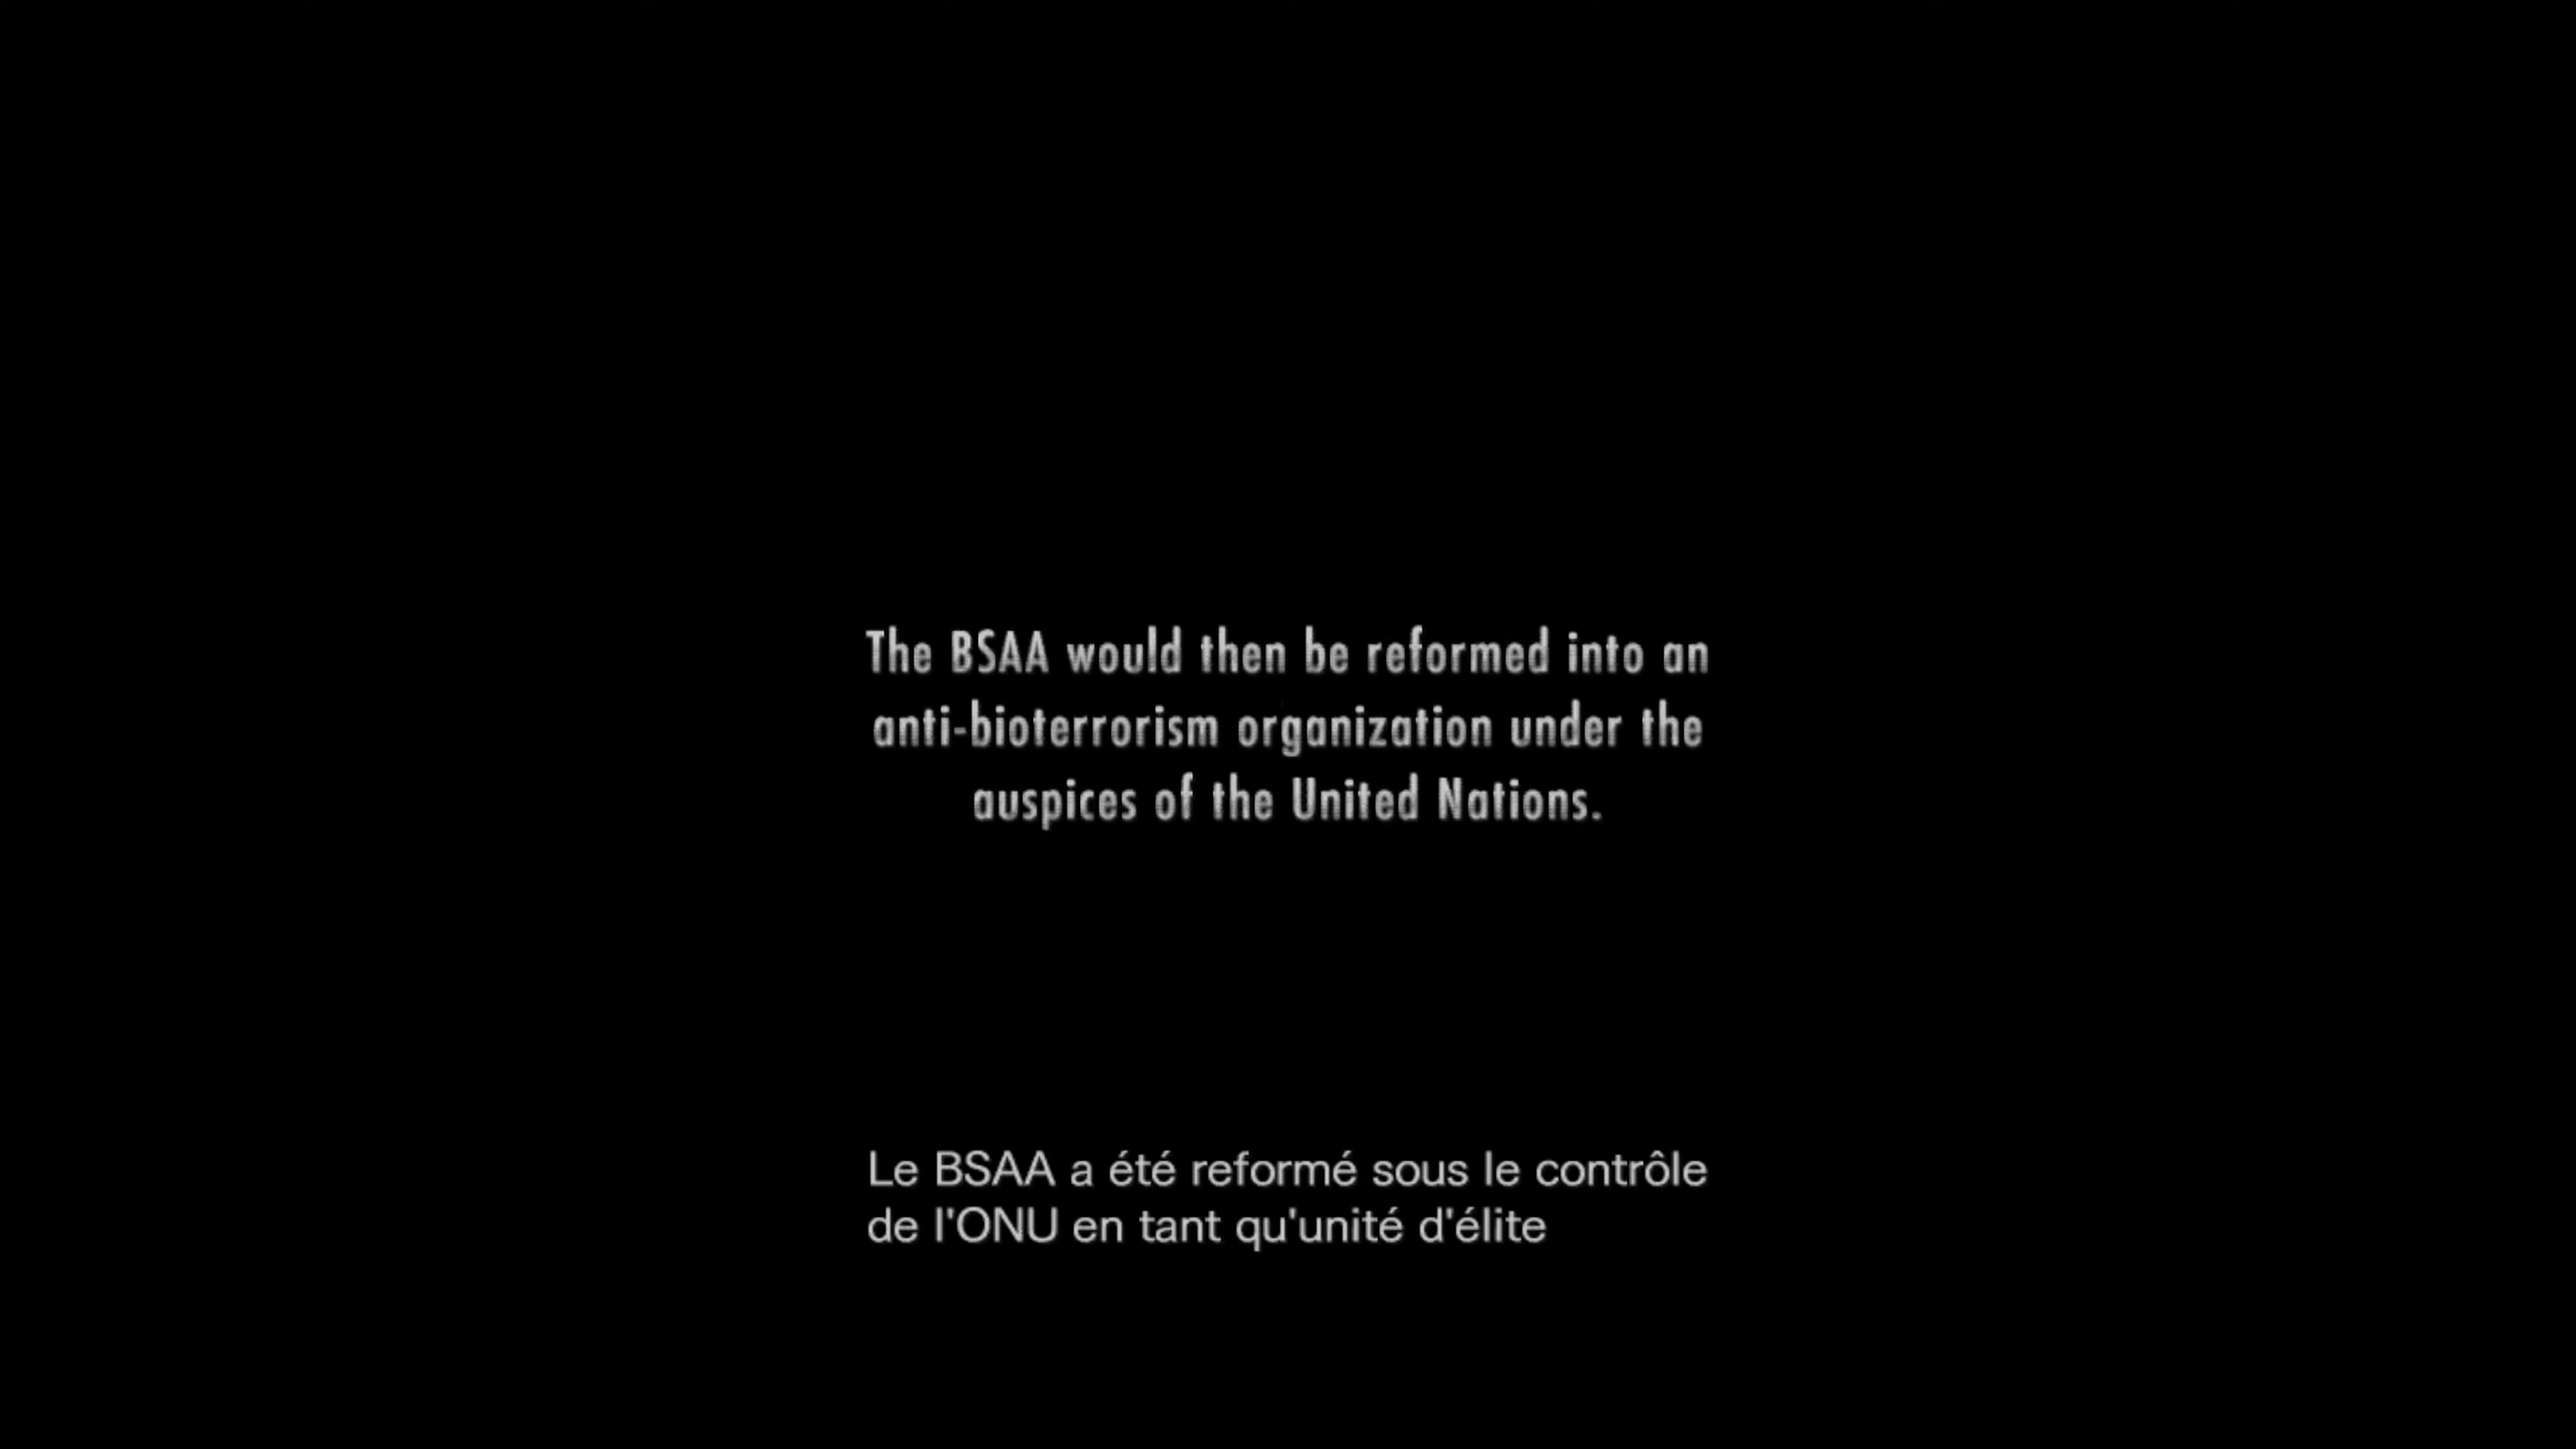 The BSAA would then be reformed into an
anti-bioterrorism organization under the
auspices of the United Nations.
Le BSAA a été reformé sous le contrôle
de l'ONU en tant qu'unité d'élite